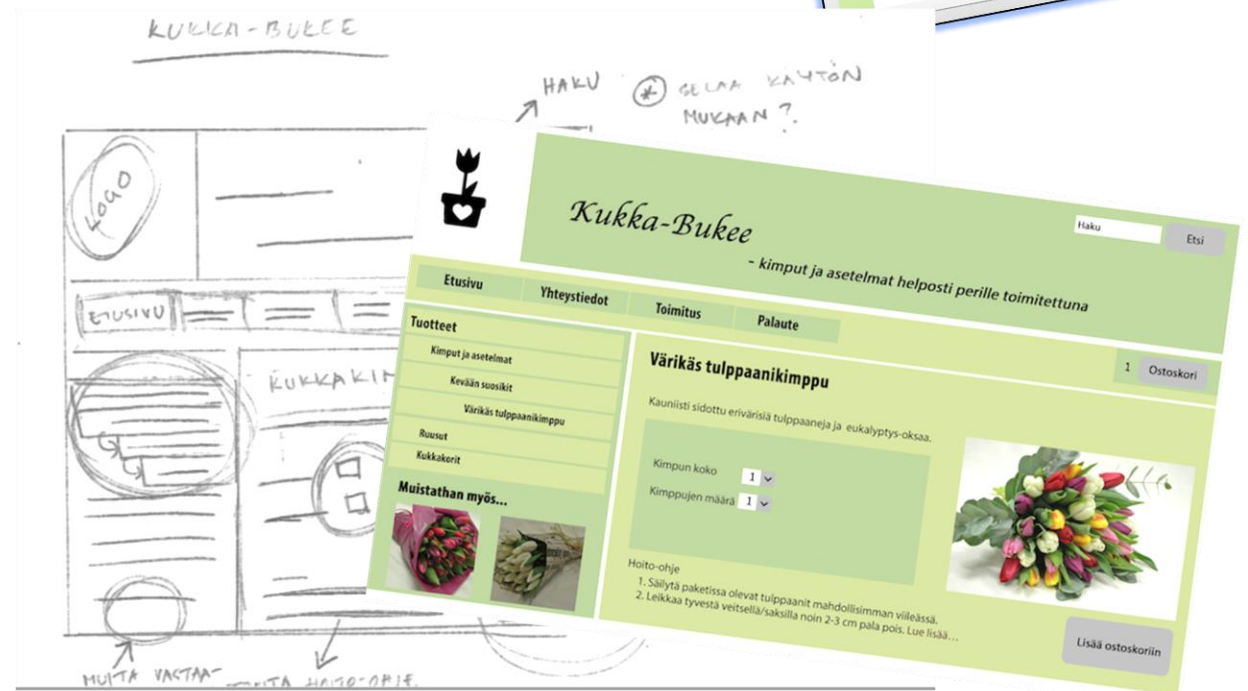 KUKKA-BUKEE
HAKU
SELAA KÄYTÖN
MUKAAN?
LOGO
ETUSIVU
KUKKAKIM
MUITA VASTAA-
HOITO-OHJE
Kukka-Bukee
- kimput ja asetelmat helposti perille toimitettuna
Haku Etsi
Etusivu Yhteystiedot Toimitus Palaute
1 Ostoskori
Tuotteet
Kimput ja asetelmat
Kevään suosikit
Värikäs tulppaanikimppu
Ruusut
Kukkakorit
Muistathan myös...
Värikäs tulppaanikimppu
Kauniisti sidottu erivärisiä tulppaaneja ja eukalyptys-oksaa.
Kimpun koko 1
Kimppujen määrä 1
Hoito-ohje
1. Säilytä paketissa olevat tulppaanit mahdollisimman viileässä.
2. Leikkaa tyvestä veitsellä/saksilla noin 2-3 cm pala pois. Lue lisää...
Lisää ostoskoriin